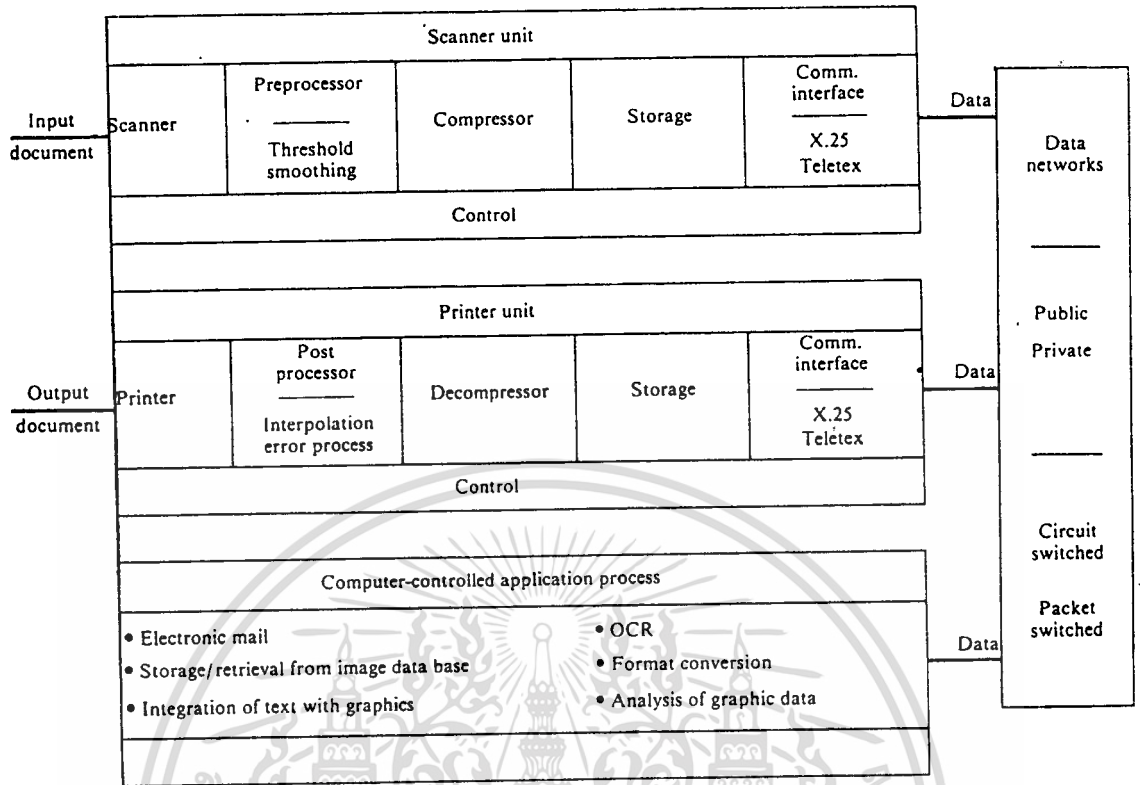 Scanner unit
Input
document
Scanner
Preprocessor
Threshold
smoothing
Compressor
Storage
Comm.
interface
X.25
Teletex
Control
Data
Printer unit
Output
document
Printer
Post
processor
Interpolation
error process
Decompressor
Storage
Comm.
interface
X.25
Teletex
Control
Data
Computer-controlled application process
• Electronic mail
• Storage/retrieval from image data base
• Integration of text with graphics
• OCR
• Format conversion
• Analysis of graphic data
Data
Data
networks
Public
Private
Circuit
switched
Packet
switched